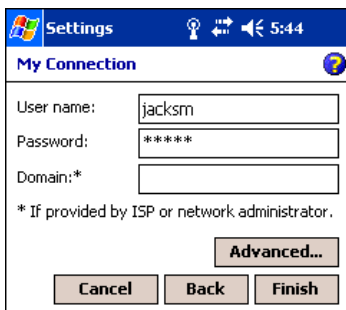 Settings 5:44
My Connection ?
User name: jacksm
Password: *****
Domain:*
* If provided by ISP or network administrator.
Advanced...
Cancel Back Finish